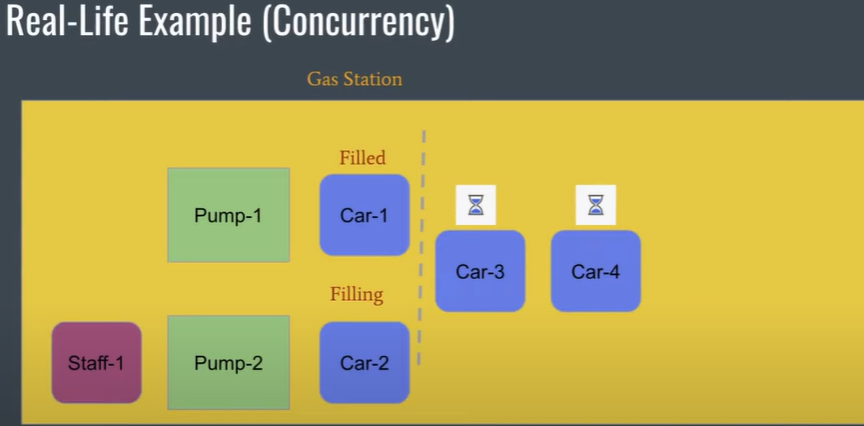 Real-Life Example (Concurrency)
Gas Station
Filled
Pump-1
Car-1
Car-3
Car-4
Filling
Staff-1
Pump-2
Car-2